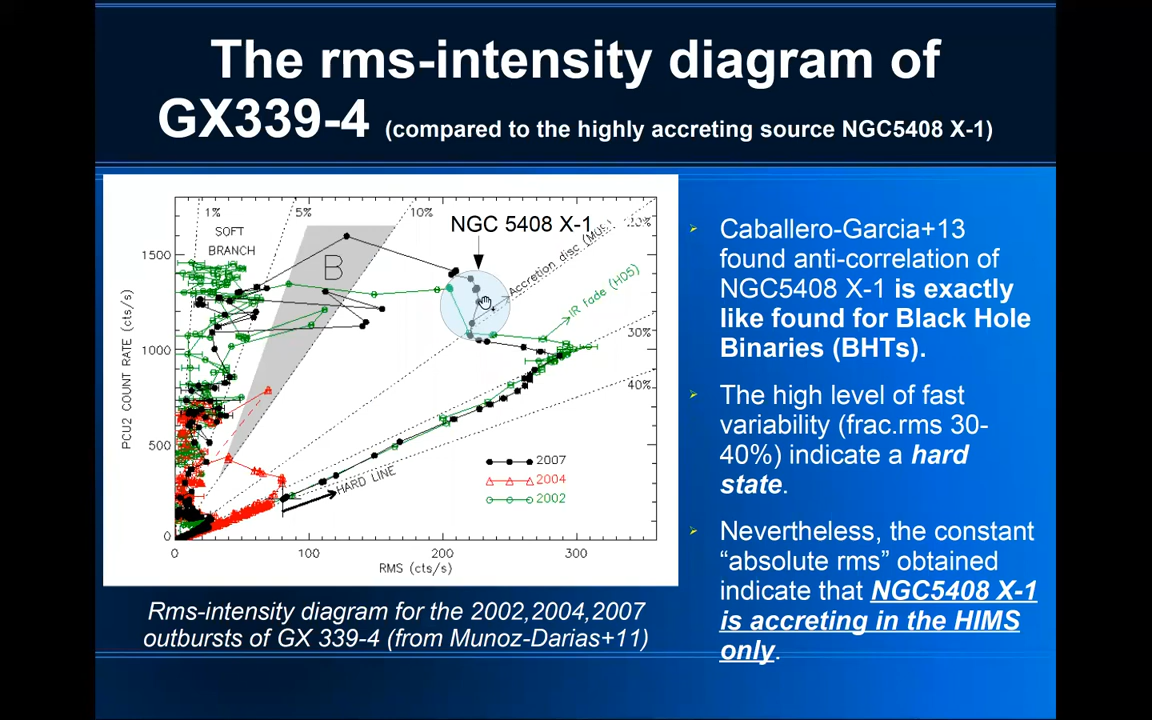 The rms-intensity diagram of
GX339-4 (compared to the highly accreting source NGC5408 X-1)
1%
5%
10%
NGC 5408 X-1
SOFT
BRANCH
B
Accretion disc
IR fade (H05)
30%
40%
HARD LINE
2007
2004
2002
1500
1000
500
0
PCU2 COUNT RATE (cts/s)
0
100
200
300
RMS (cts/s)
Rms-intensity diagram for the 2002,2004,2007
outbursts of GX 339-4 (from Munoz-Darias+11)
Caballero-Garcia+13
found anti-correlation of
NGC5408 X-1 is exactly
like found for Black Hole
Binaries (BHTs).
The high level of fast
variability (frac.rms 30-
40%) indicate a hard
state.
Nevertheless, the constant
“absolute rms” obtained
indicate that NGC5408 X-1
is accreting in the HIMS
only.